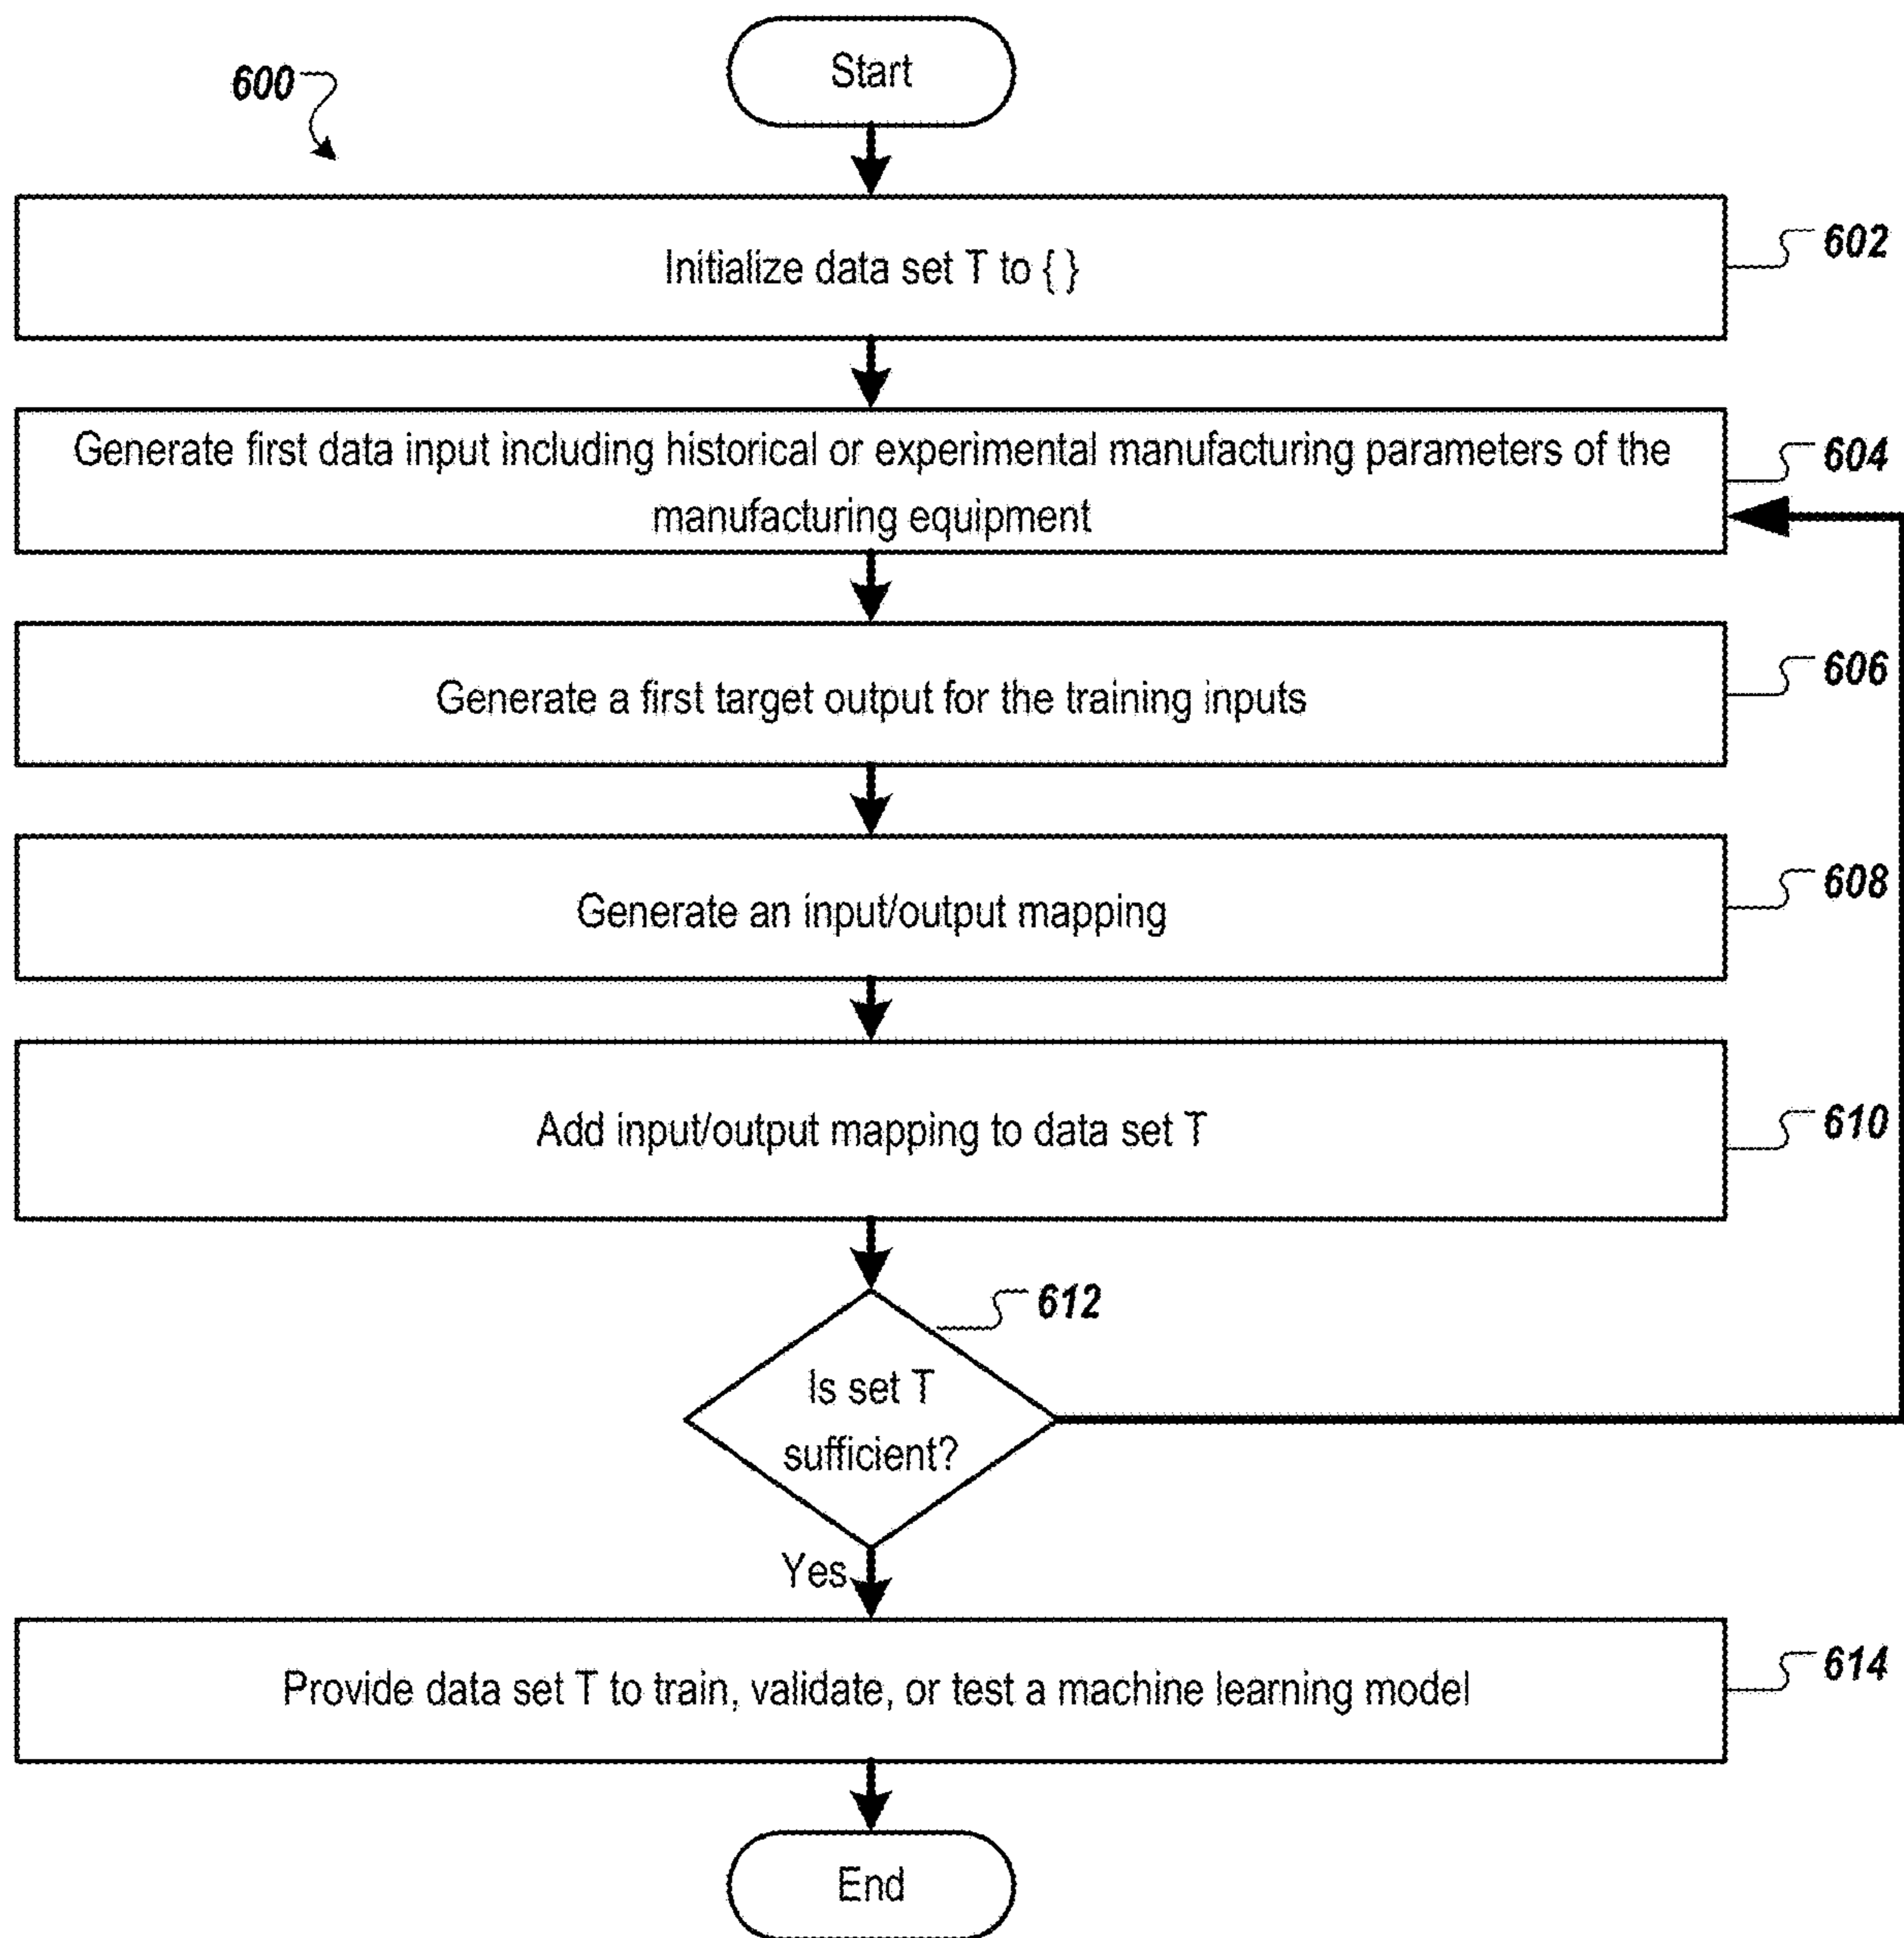 Start
600
Initialize data set T to { }
602
Generate first data input including historical or experimental manufacturing parameters of the
manufacturing equipment
604
Generate a first target output for the training inputs
606
Generate an input/output mapping
608
Add input/output mapping to data set T
610
612
Is set T
sufficient?
Yes
Provide data set T to train, validate, or test a machine learning model
614
End